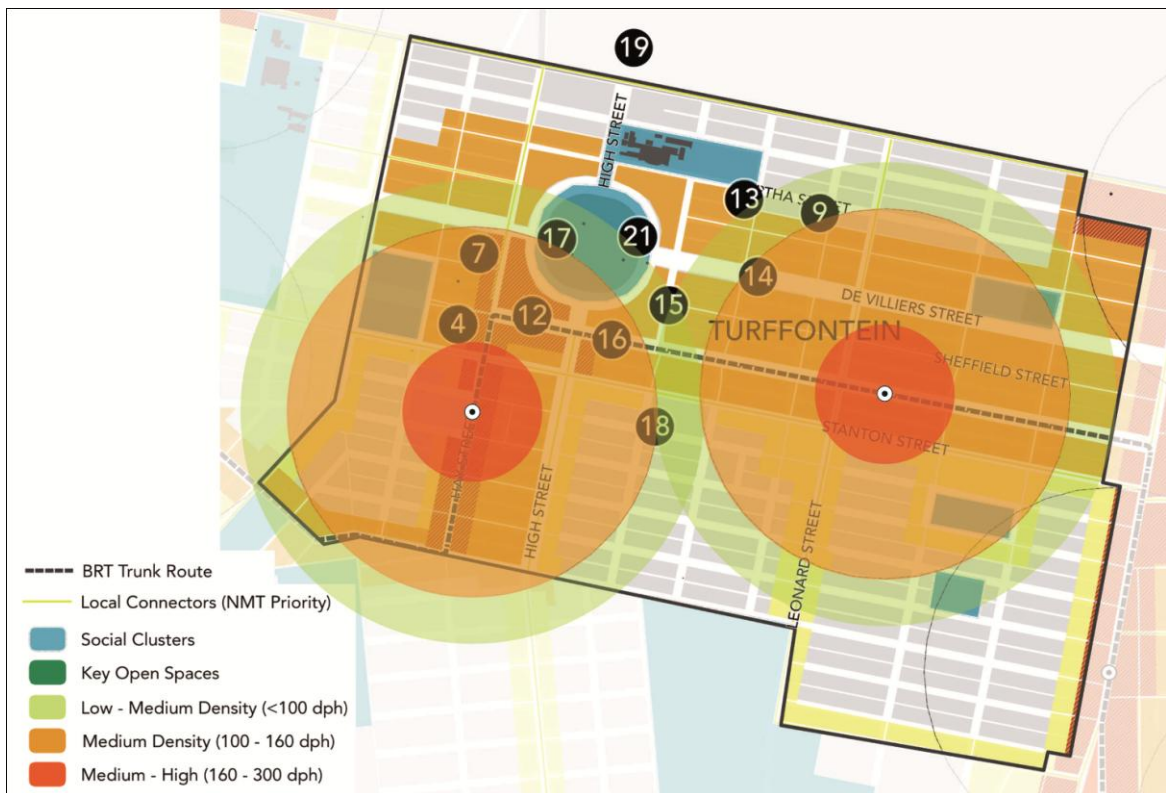 19
HIGH STREET
13
RTHA STREET
9
17
21
7
14
DE VILLIERS STREET
15
4
12
TURFFONTEIN
16
SHEFFIELD STREET
18
STANTON STREET
HIGH STREET
LEONARD STREET
BRT Trunk Route
Local Connectors (NMT Priority)
Social Clusters
Key Open Spaces
Low - Medium Density (<100 dph)
Medium Density (100 - 160 dph)
Medium - High (160 - 300 dph)